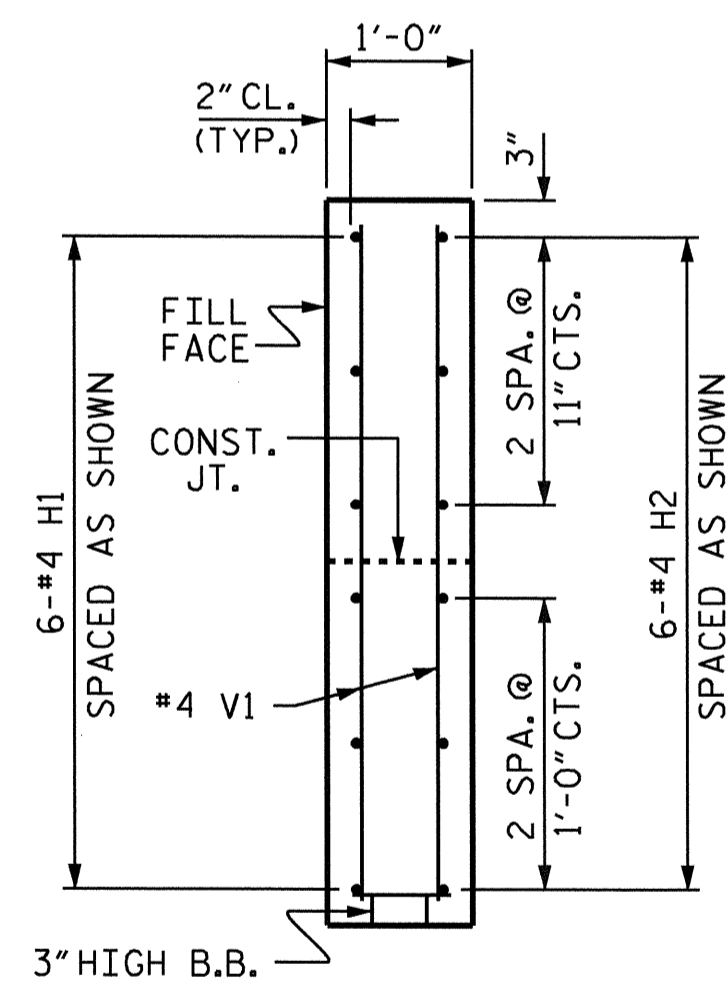 1'-0"
2" CL.
(TYP.)
3"
FILL
FACE
2 SPA. @
11" CTS.
CONST.
JT.
6-#4 H1
SPACED AS SHOWN
6-#4 H2
SPACED AS SHOWN
#4 V1
2 SPA. @
1'-0" CTS.
3" HIGH B.B.